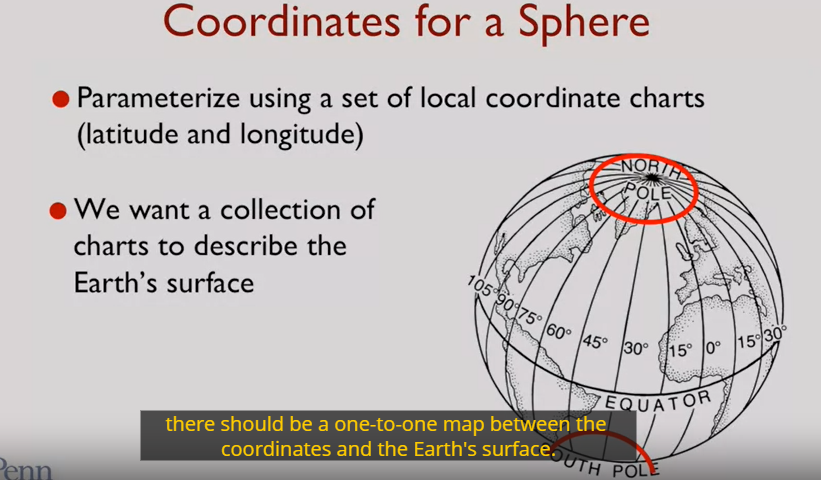 Coordinates for a Sphere
Parameterize using a set of local coordinate charts
(latitude and longitude)
We want a collection of
charts to describe the
Earth's surface
NORTH
POLE
105° 90° 75° 60° 45° 30° 15° 0° 15° 30°
EQUATOR
there should be a one-to-one map between the
coordinates and the Earth's surface.
OUTH POLE
Penn